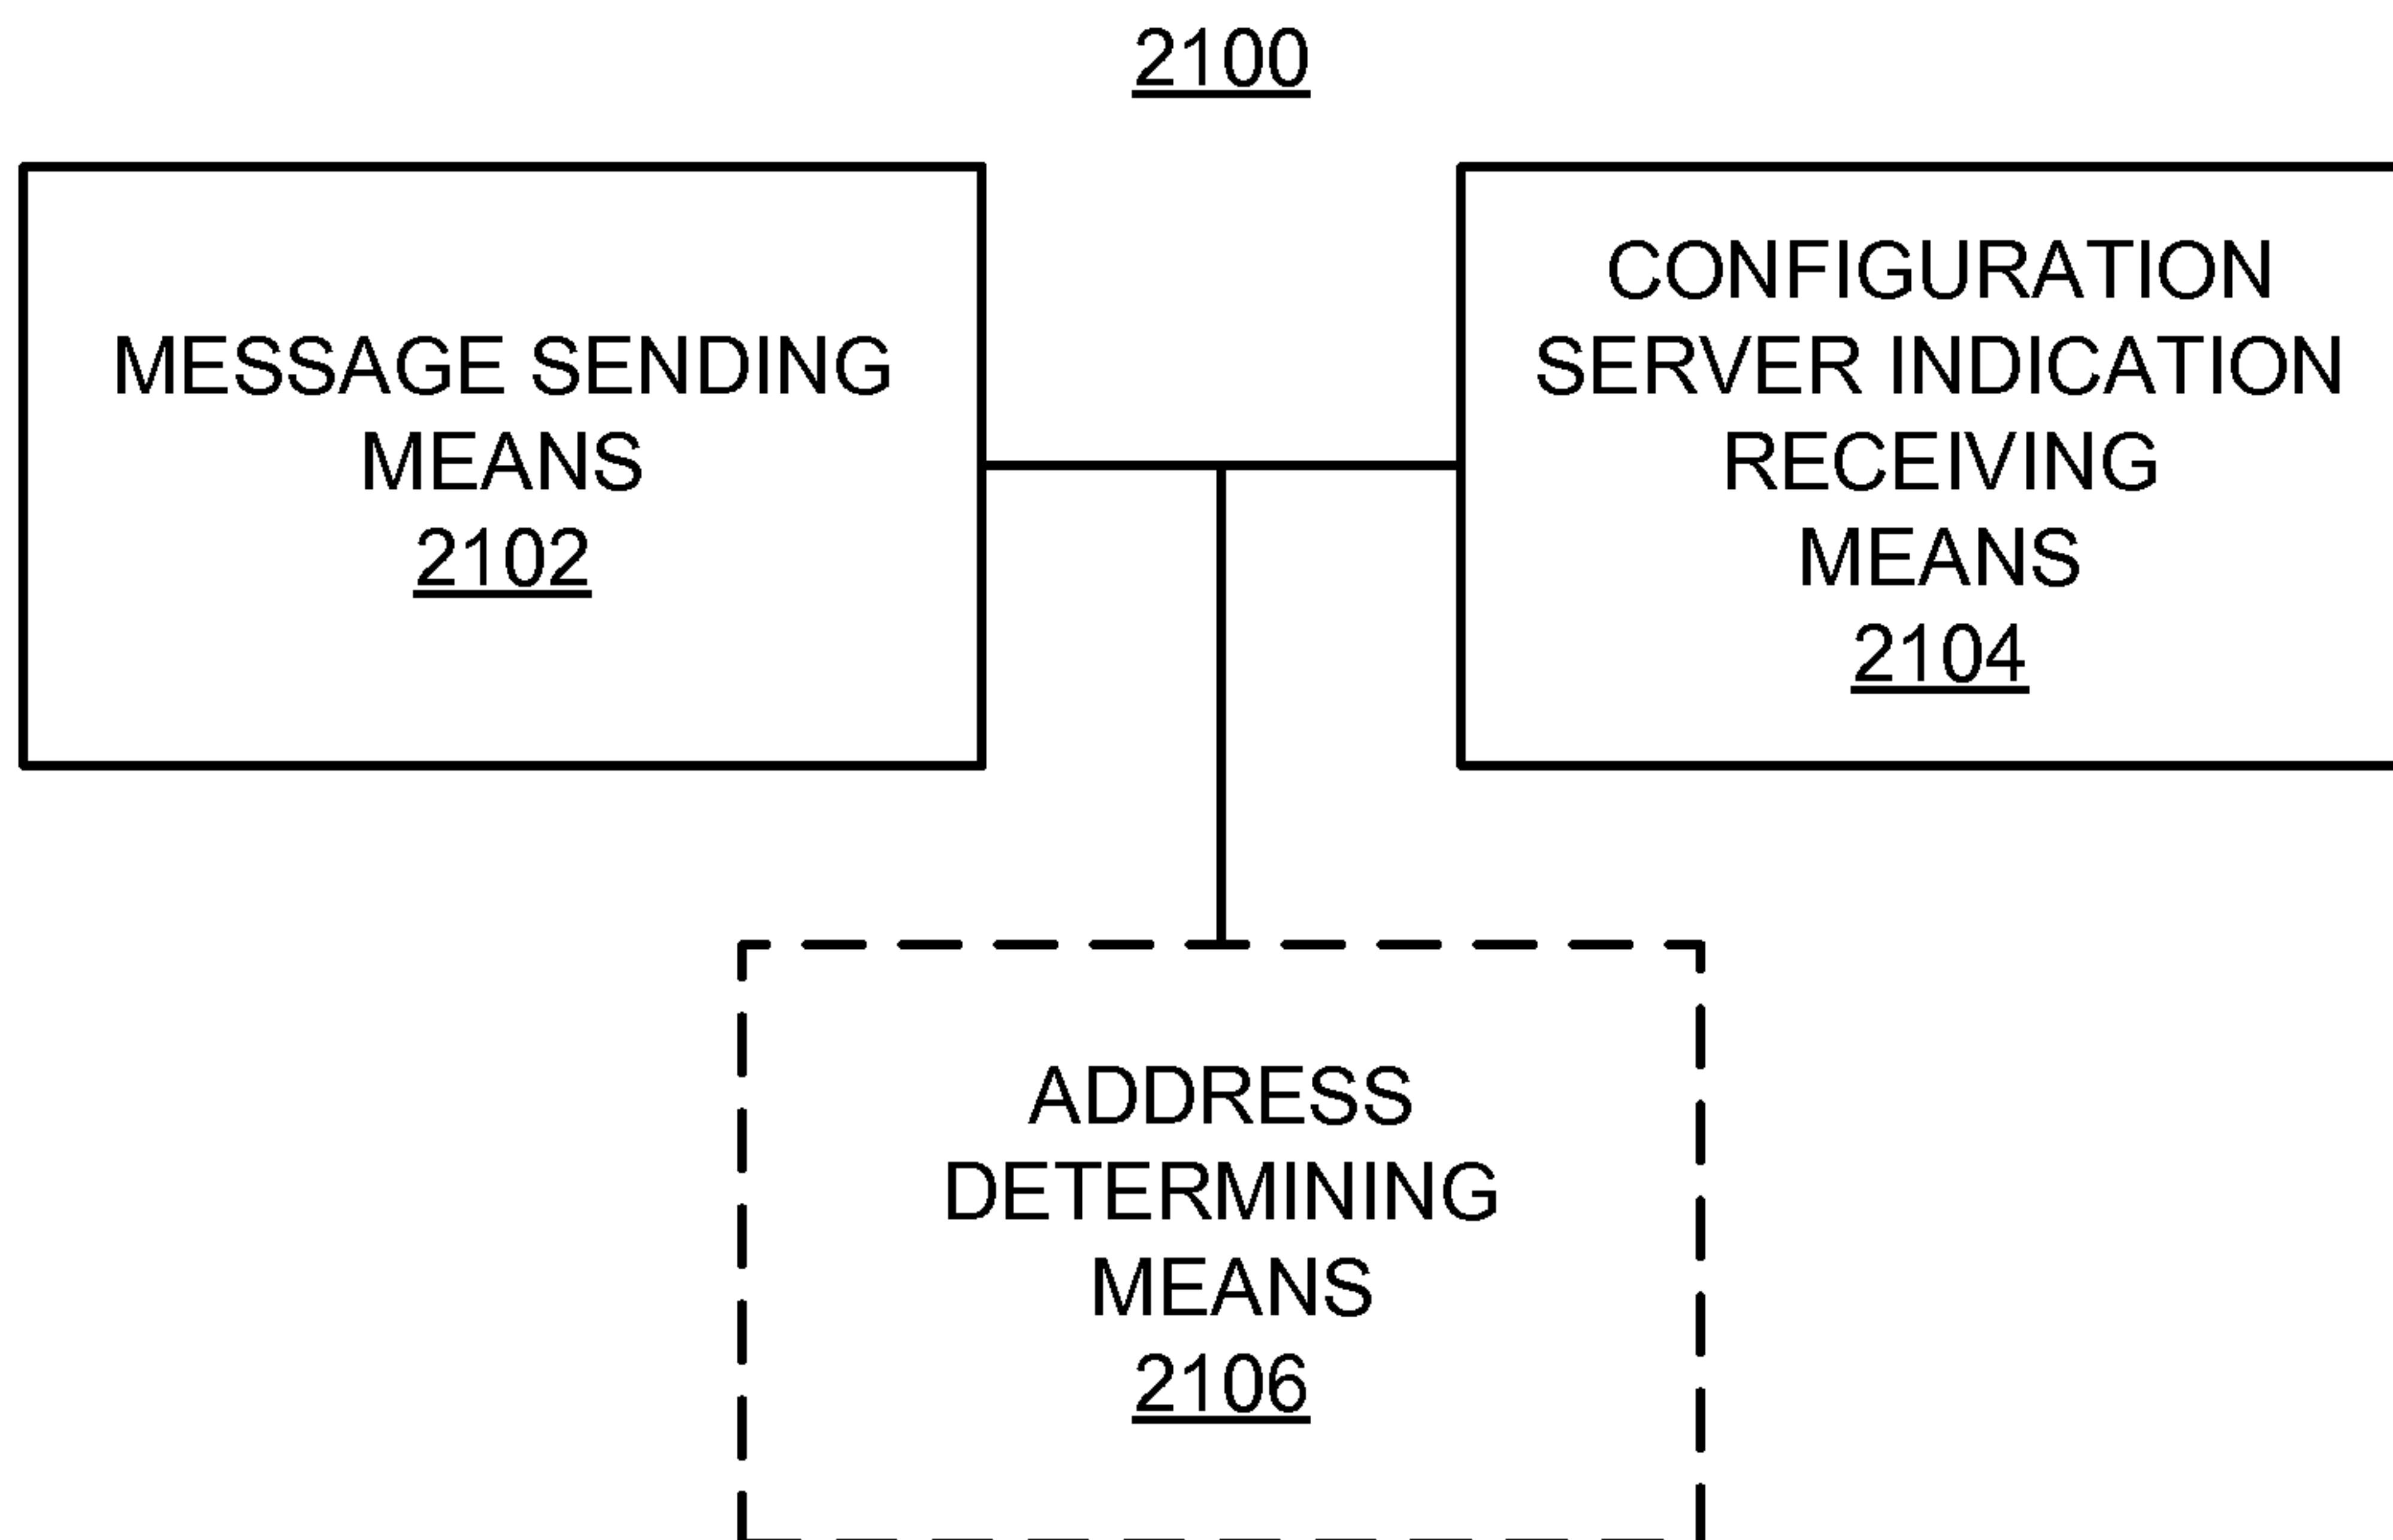 2100
MESSAGE SENDING
MEANS
2102
CONFIGURATION
SERVER INDICATION
RECEIVING
MEANS
2104
ADDRESS
DETERMINING
MEANS
2106